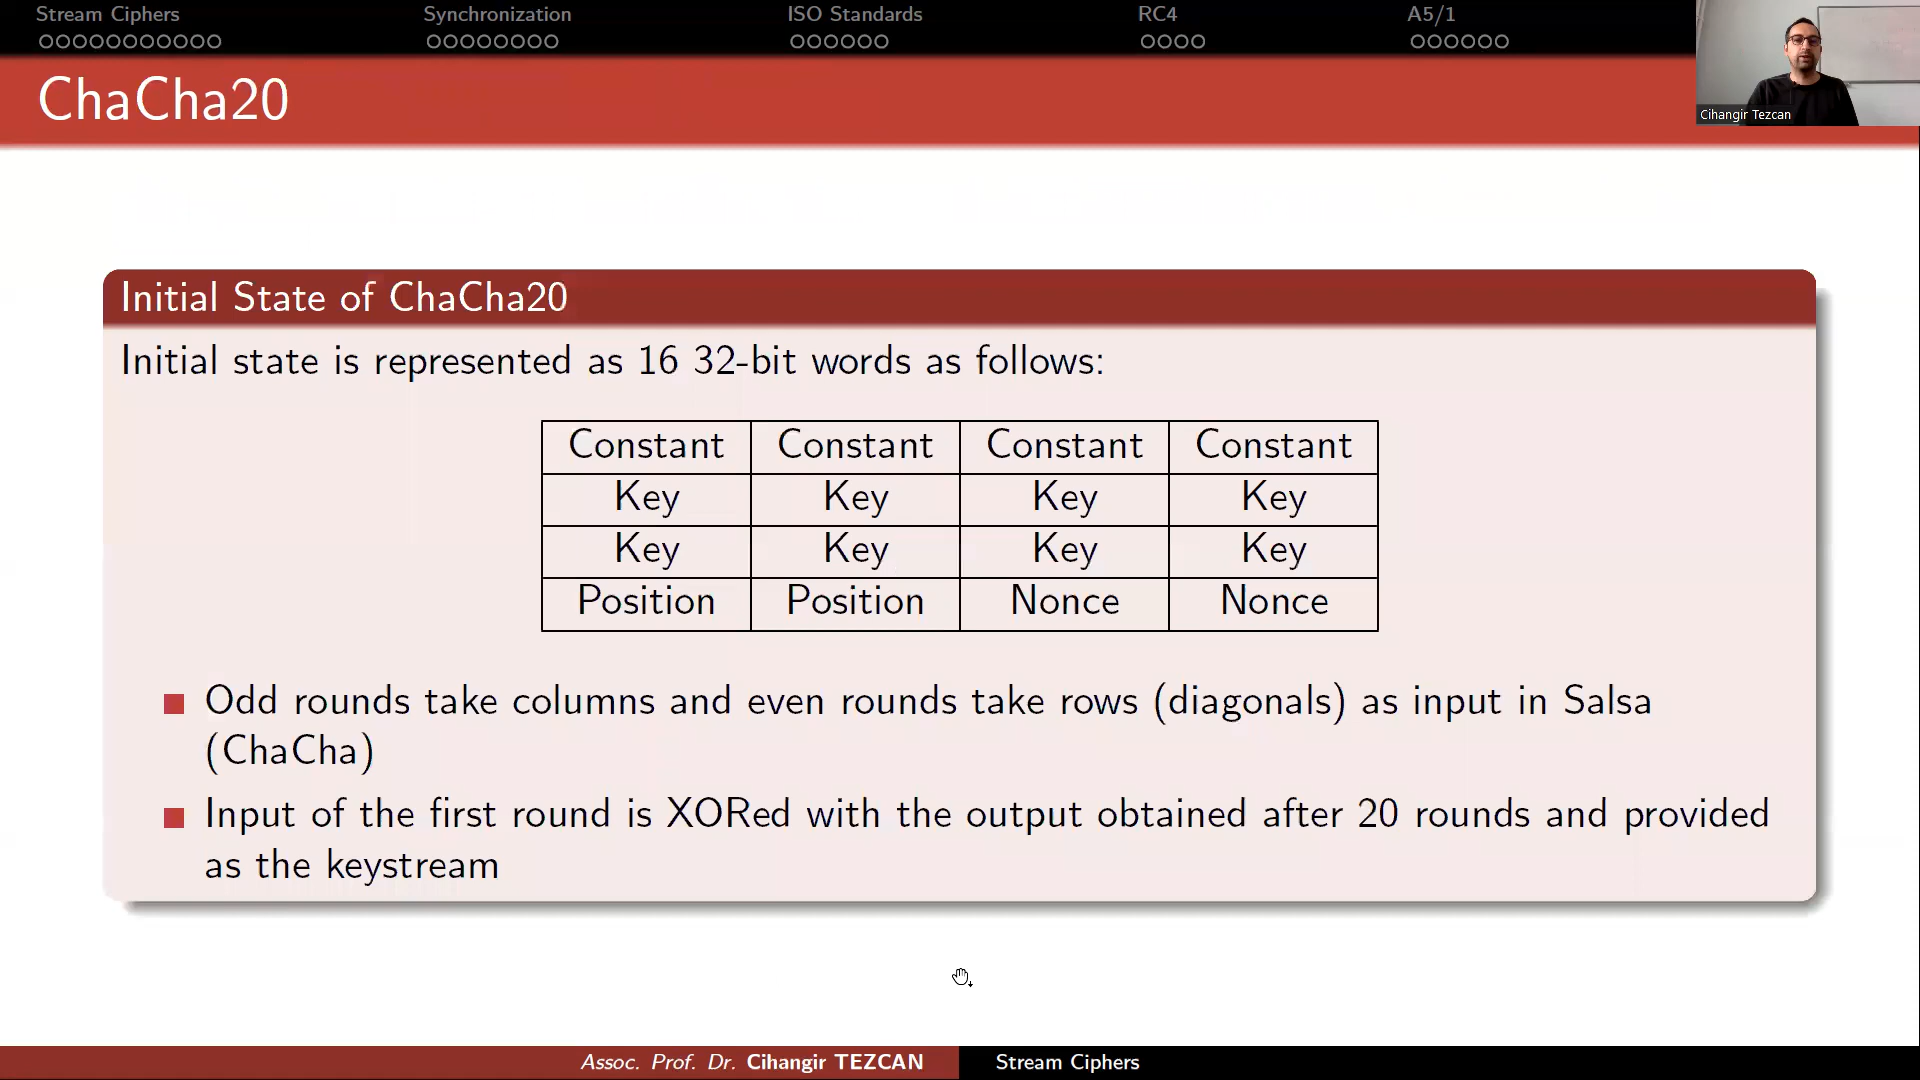 Stream Ciphers Synchronization ISO Standards RC4 A5/1
ChaCha20
Cihangir Tezcan
Initial State of ChaCha20
Initial state is represented as 16 32-bit words as follows:
Constant Constant Constant Constant
Key Key Key Key
Key Key Key Key
Position Position Nonce Nonce
Odd rounds take columns and even rounds take rows (diagonals) as input in Salsa
(ChaCha)
Input of the first round is XORed with the output obtained after 20 rounds and provided
as the keystream
Assoc. Prof. Dr. Cihangir TEZCAN Stream Ciphers